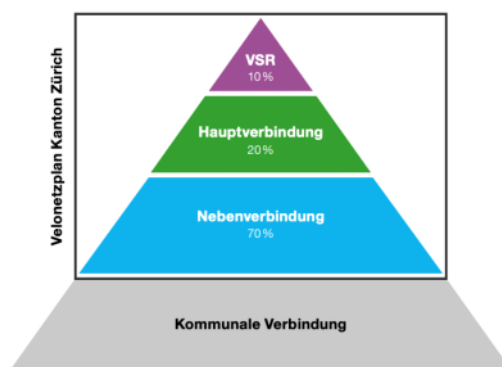 Velonetzplan Kanton Zürich
VSR
10 %
Hauptverbindung
20 %
Nebenverbindung
70 %
Kommunale Verbindung